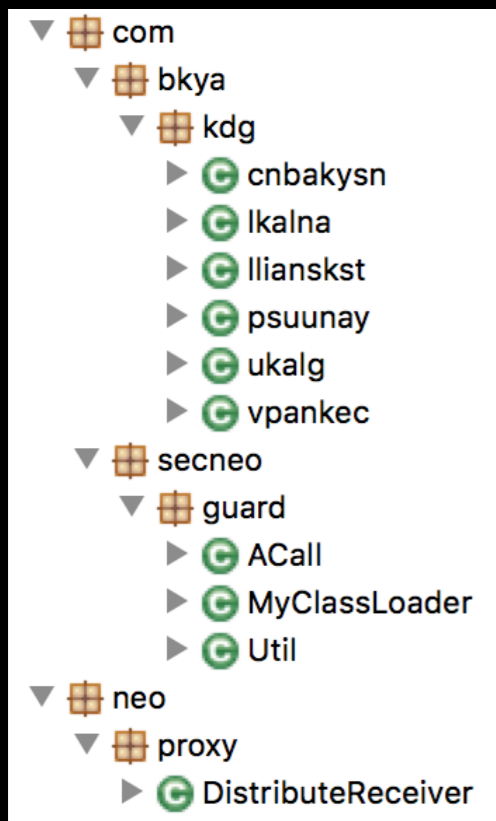 com
bkya
kdg
cnbakysn
lkalna
llianskst
psuunay
ukalg
vpankec
secneo
guard
ACall
MyClassLoader
Util
neo
proxy
DistributeReceiver